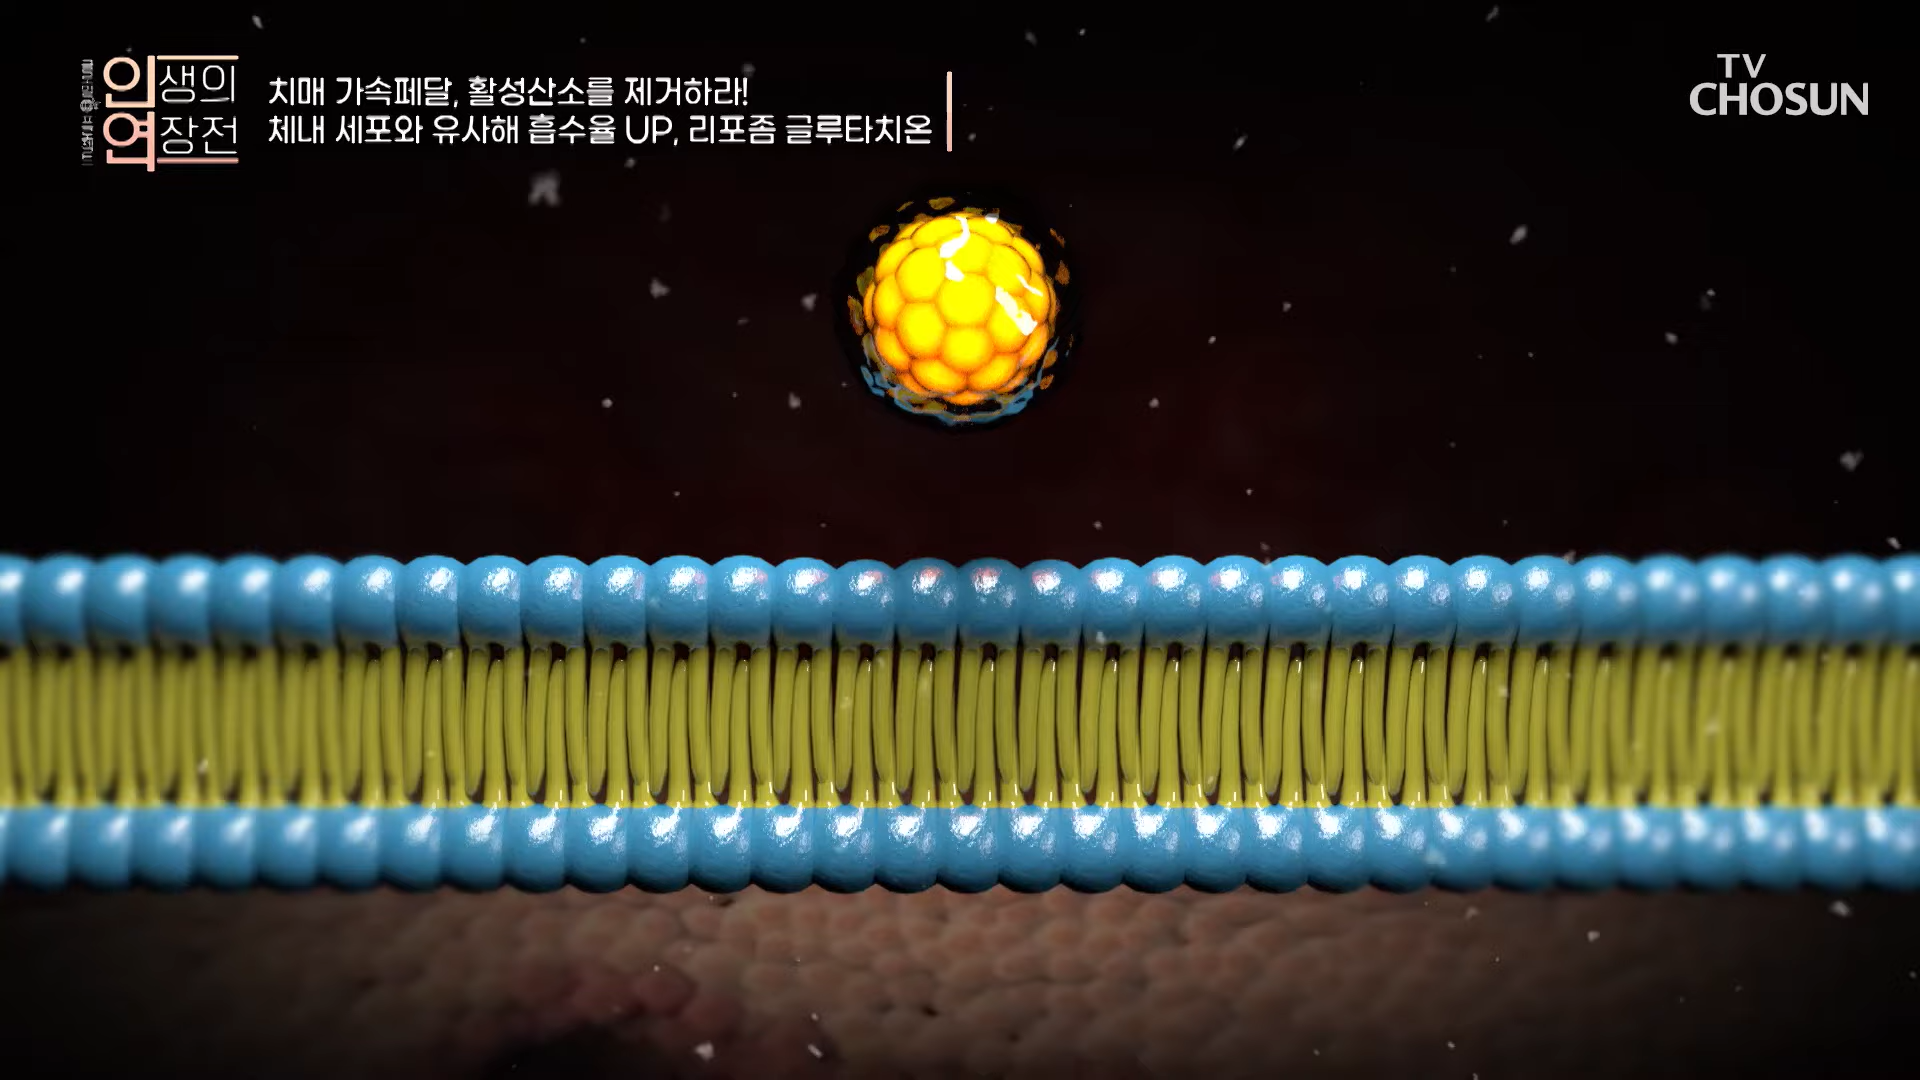 인생의
연장전
치매 가속페달, 활성산소를 제거하라!
체내 세포와 유사해 흡수율 UP, 리포좀 글루타치온
TV
CHOSUN